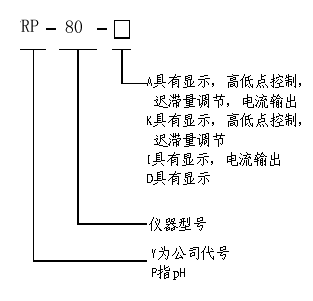 RP-80-□
A具有显示，高低点控制，
迟滞量调节，电流输出
K具有显示，高低点控制，
迟滞量调节
I具有显示，电流输出
D具有显示
仪器型号
Y为公司代号
P指pH